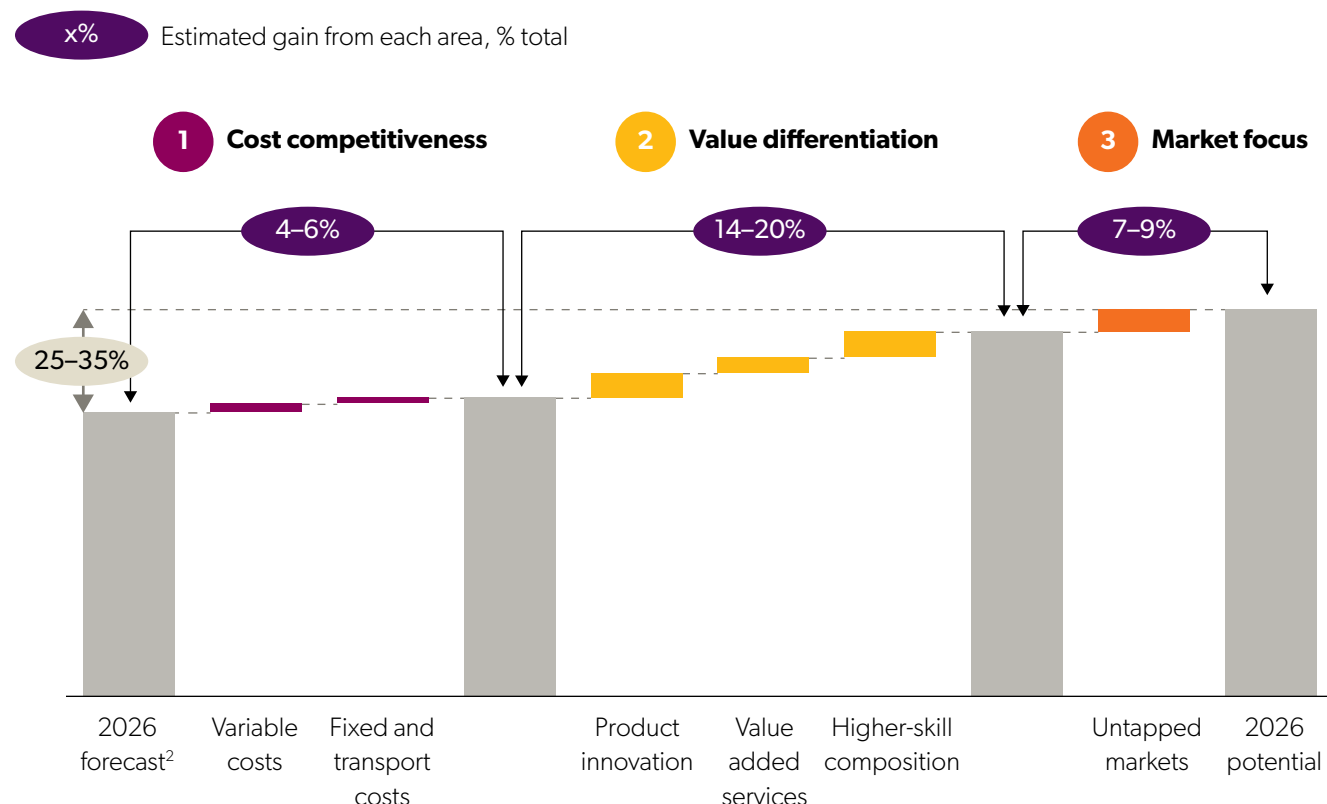 x% Estimated gain from each area, % total
1 Cost competitiveness
2 Value differentiation
3 Market focus
4–6%
14–20%
7–9%
25–35%
2026
forecast2
Variable
costs
Fixed and
transport
costs
Product
innovation
Value
added
services
Higher-skill
composition
Untapped
markets
2026
potential